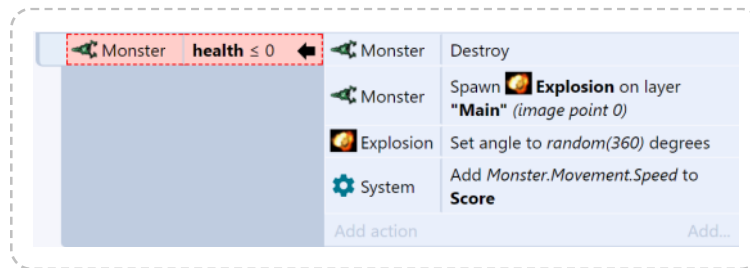 Monster health ≤ 0 Monster Destroy
Monster Spawn Explosion on layer
"Main" (image point 0)
Explosion Set angle to random(360) degrees
System Add Monster.Movement.Speed to
Score
Add action Add...